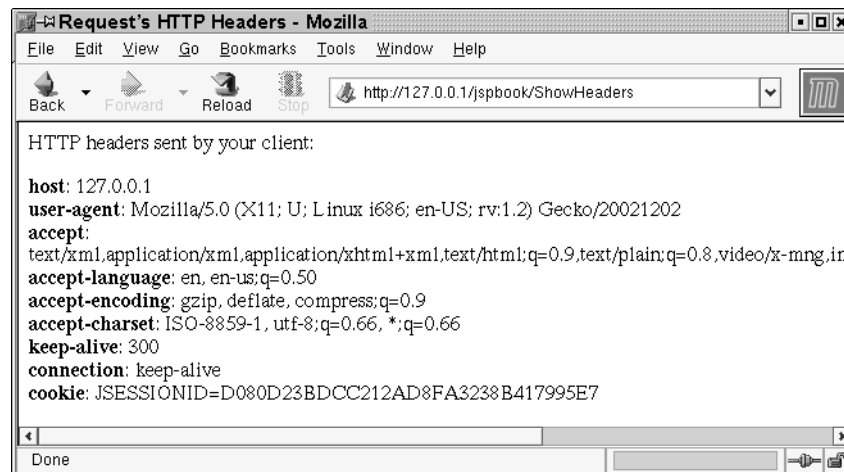 Request's HTTP Headers - Mozilla
File Edit View Go Bookmarks Tools Window Help
Back Forward Reload Stop http://127.0.0.1/jspbook/ShowHeaders
HTTP headers sent by your client:
host: 127.0.0.1
user-agent: Mozilla/5.0 (X11; U; Linux i686; en-US; rv:1.2) Gecko/20021202
accept:
text/xml,application/xml,application/xhtml+xml,text/html;q=0.9,text/plain;q=0.8,video/x-mng,in
accept-language: en, en-us;q=0.50
accept-encoding: gzip, deflate, compress;q=0.9
accept-charset: ISO-8859-1, utf-8;q=0.66, *;q=0.66
keep-alive: 300
connection: keep-alive
cookie: JSESSIONID=D080D23BDCC212AD8FA3238B417995E7
Done